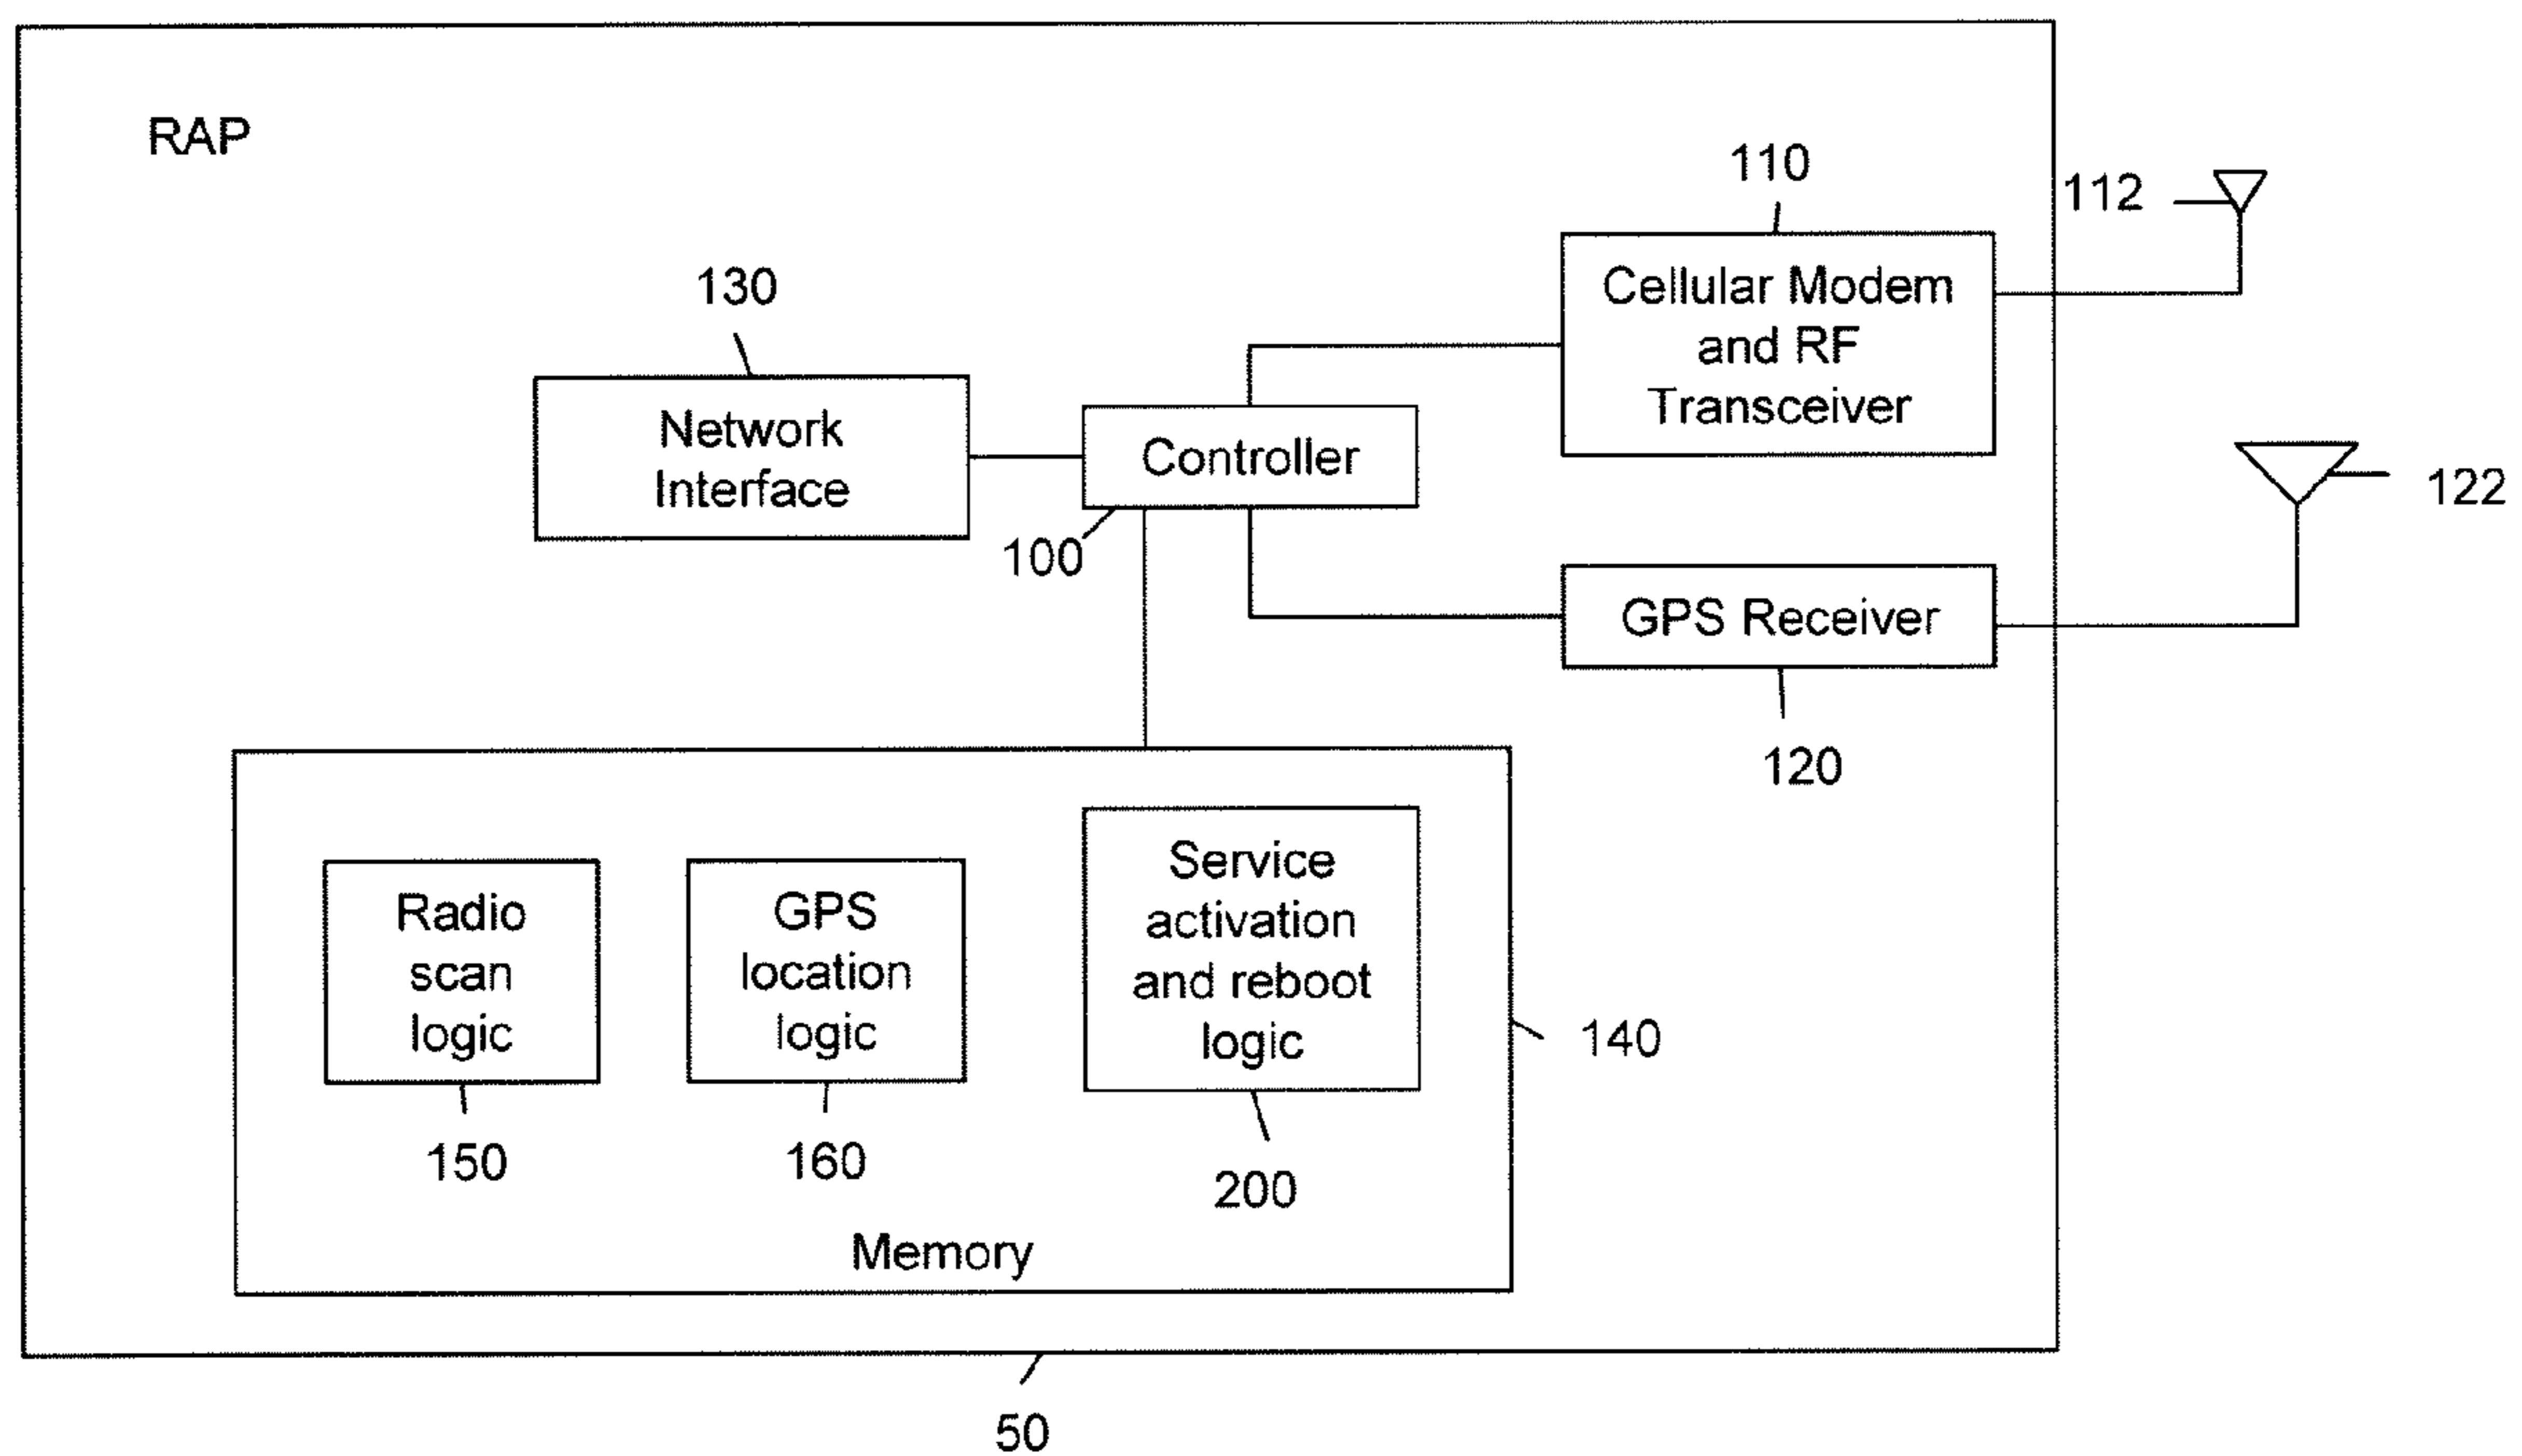 RAP
110
112
130
Cellular Modem
and RF
Transceiver
Network
Interface
Controller
122
100
GPS Receiver
120
Service
activation
and reboot
logic
Radio
scan
logic
GPS
location
logic
140
150
160
200
Memory
50